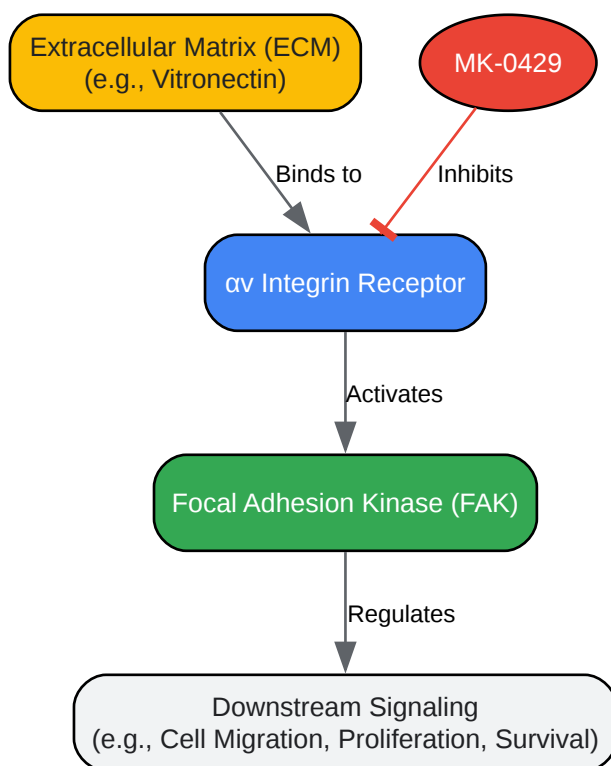 Extracellular Matrix (ECM)
(e.g., Vitronectin)
MK-0429
Binds to
Inhibits
αv Integrin Receptor
Activates
Focal Adhesion Kinase (FAK)
Regulates
Downstream Signaling
(e.g., Cell Migration, Proliferation, Survival)